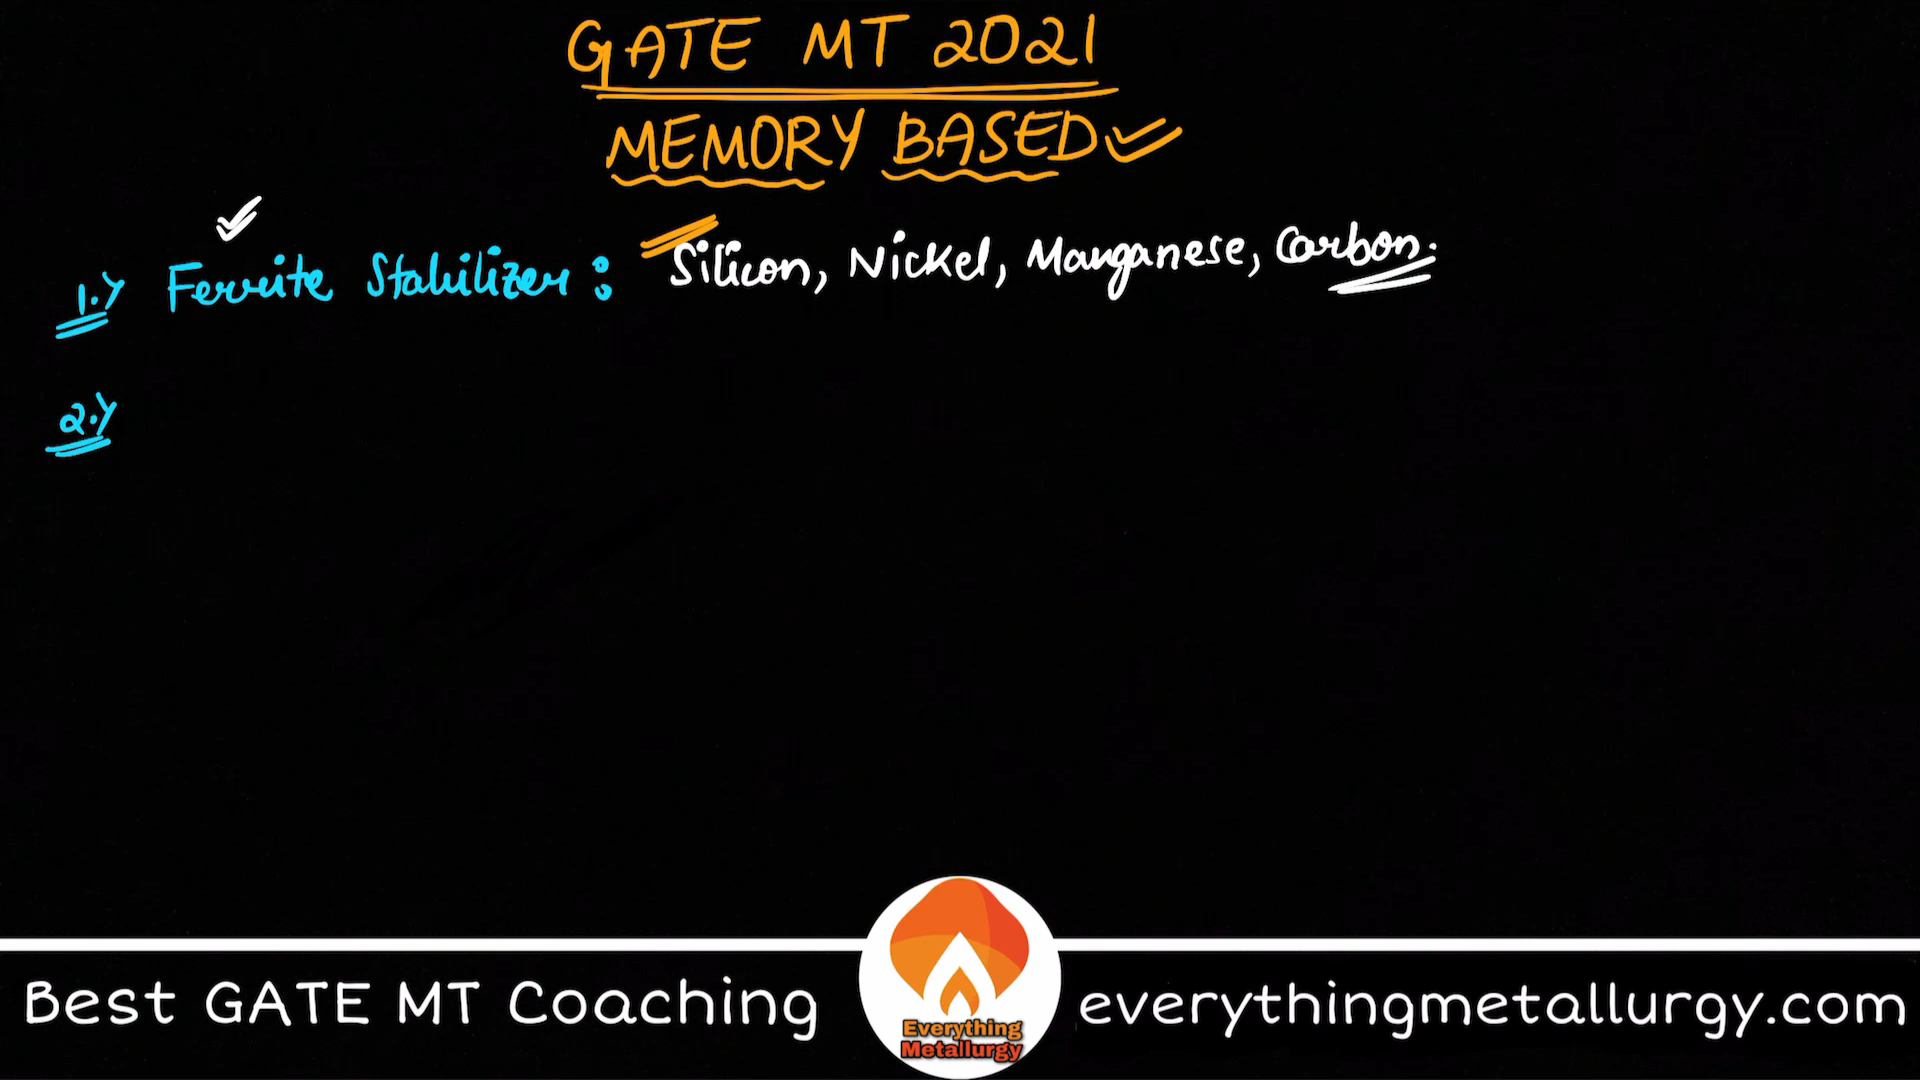 GATE MT 2021
MEMORY BASED
1.) Ferrite Stabilizer : Silicon, Nickel, Manganese, Carbon.
2.)
Best GATE MT Coaching
Everything
Metallurgy
everythingmetallurgy.com